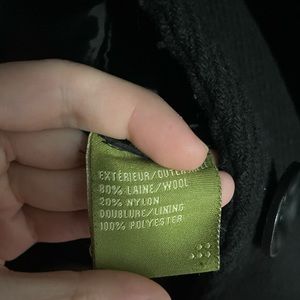 EXTÉRIEUR/OUTER
80% LAINE/WOOL
20% NYLON
DOUBLURE/LINING
100% POLYESTER